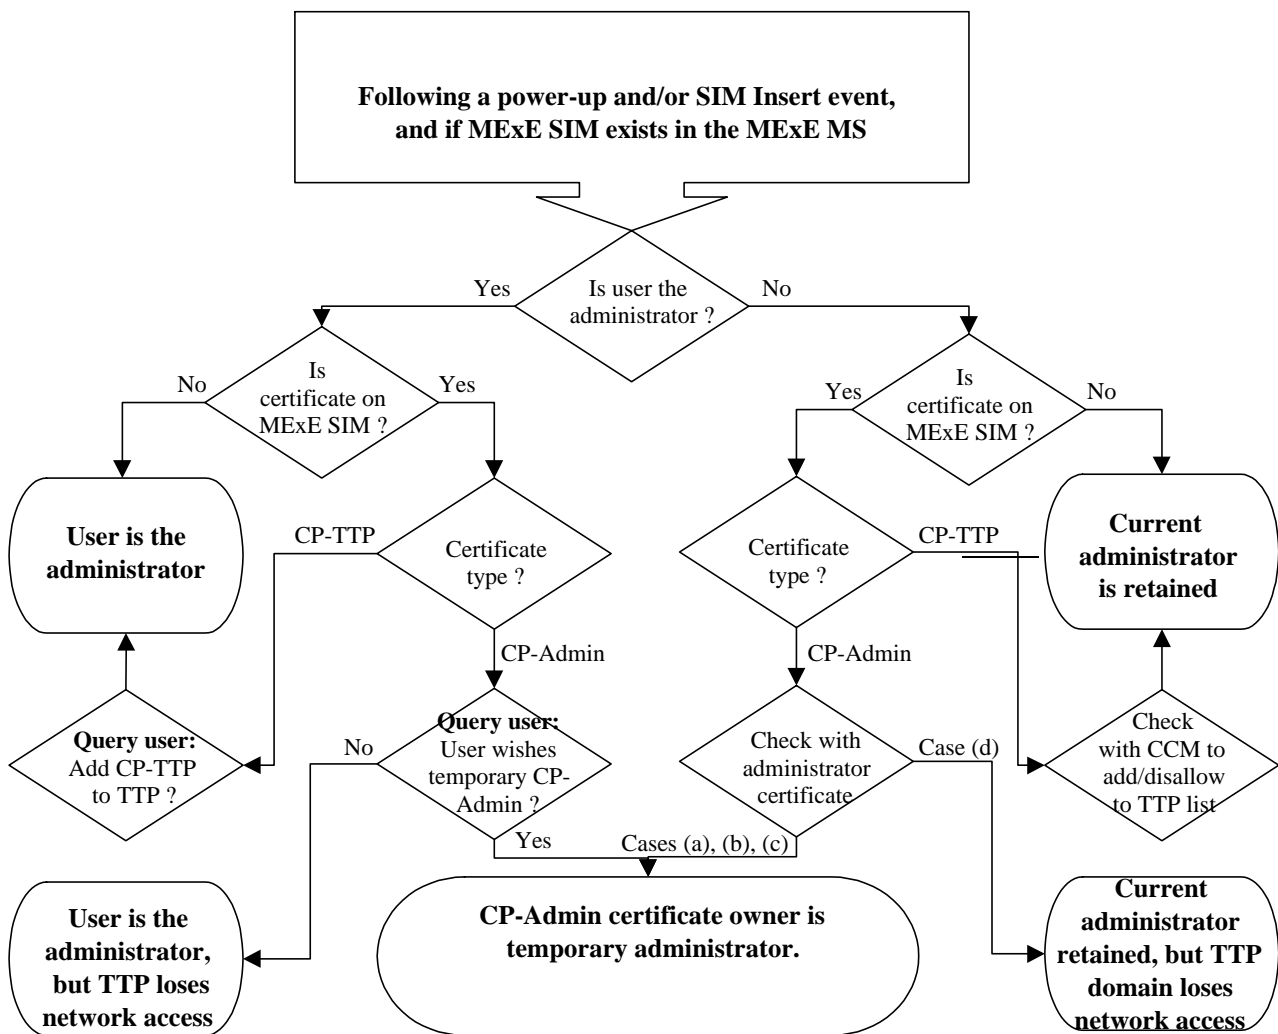 Following a power-up and/or SIM Insert event,
and if MExE SIM exists in the MExE MS
Yes
Is user the
administrator ?
No
No
Is
certificate on
MExE SIM ?
Yes
Yes
Is
certificate on
MExE SIM ?
No
User is the
administrator
CP-TTP
Certificate
type ?
Certificate
type ?
CP-TTP
Current
administrator
is retained
CP-Admin
CP-Admin
Query user:
Add CP-TTP
to TTP ?
No
Query user:
User wishes
temporary CP-
Admin ?
Check with
administrator
certificate
Case (d)
Check
with CCM to
add/disallow
to TTP list
Yes
Cases (a), (b), (c)
User is the
administrator,
but TTP loses
network access
CP-Admin certificate owner is
temporary administrator.
Current
administrator
retained, but TTP
domain loses
network access